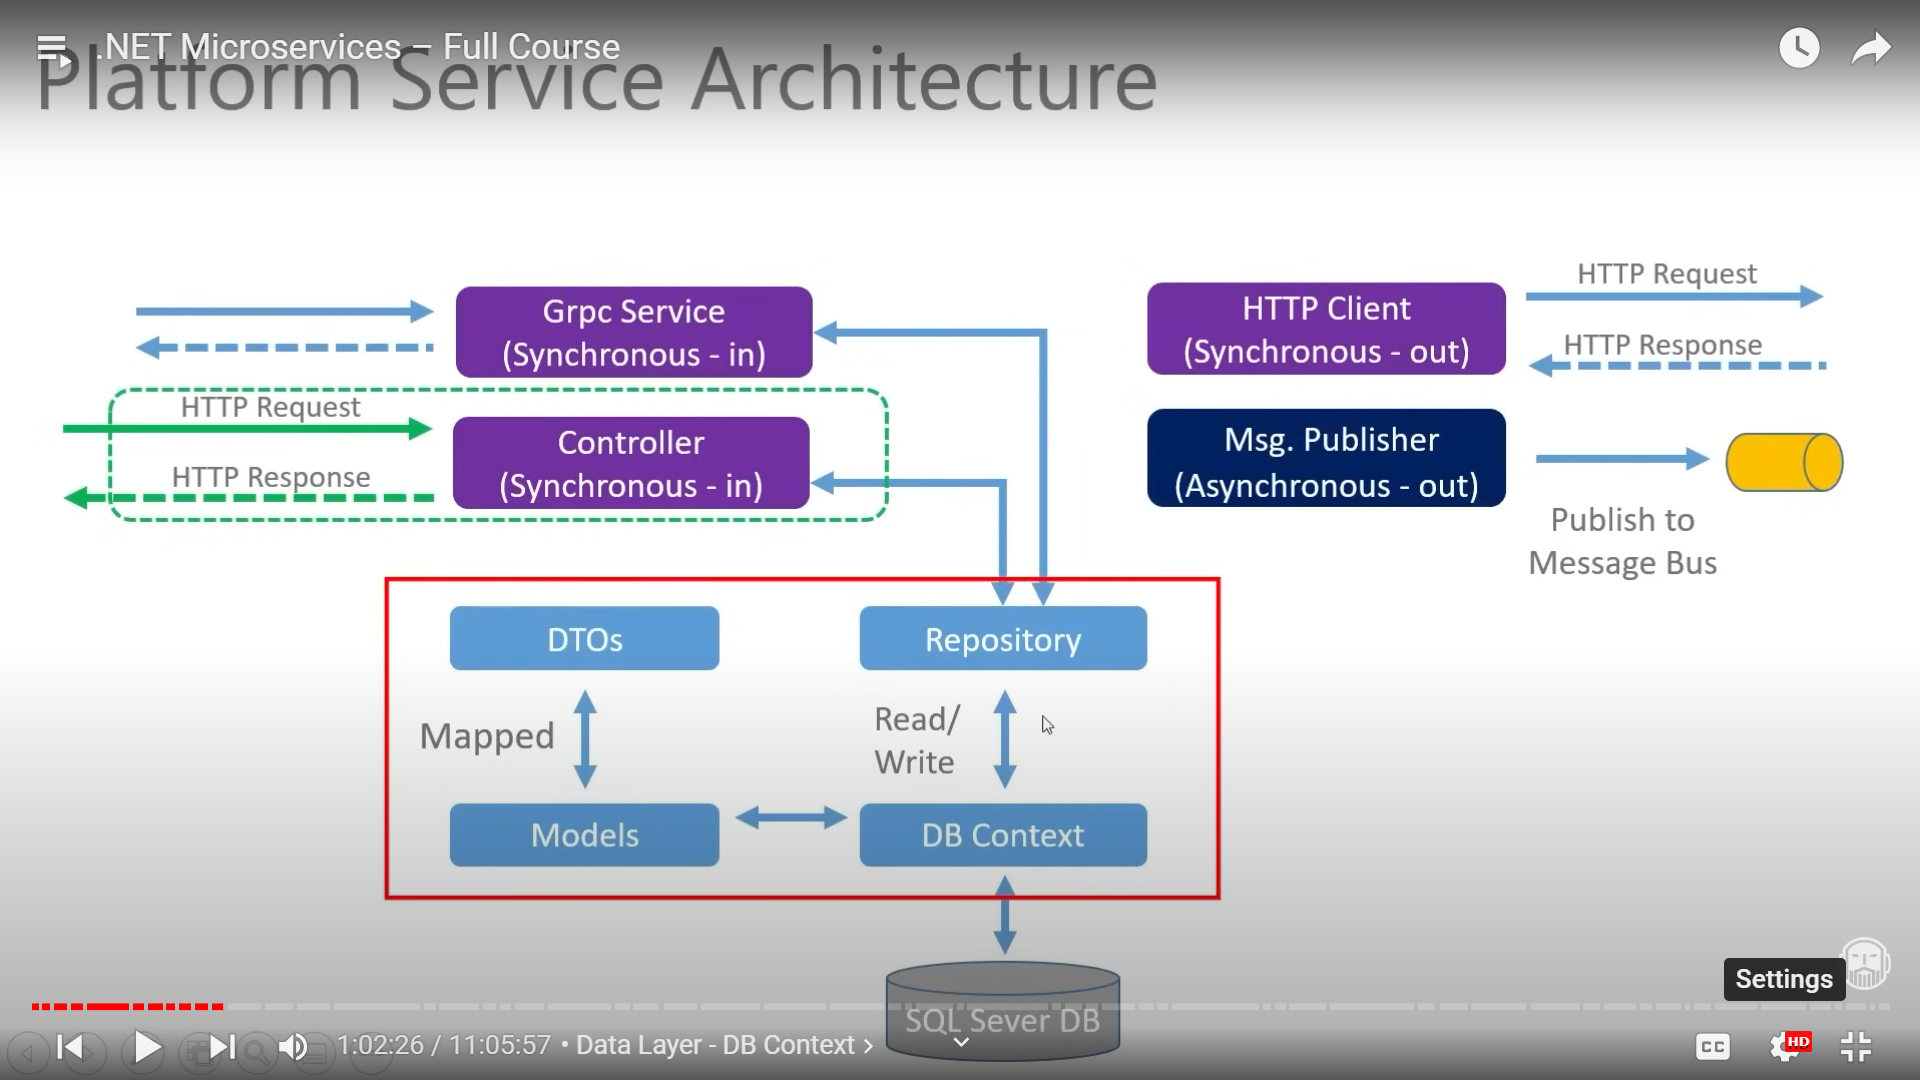 .NET Microservices – Full Course
Platform Service Architecture
Grpc Service
(Synchronous - in)
HTTP Request
HTTP Response
Controller
(Synchronous - in)
HTTP Client
(Synchronous - out)
HTTP Request
HTTP Response
Msg. Publisher
(Asynchronous - out)
Publish to
Message Bus
DTOs
Repository
Mapped
Read/
Write
Models
DB Context
SQL Sever DB
Settings
1:02:26 / 11:05:57 • Data Layer - DB Context
CC
HD